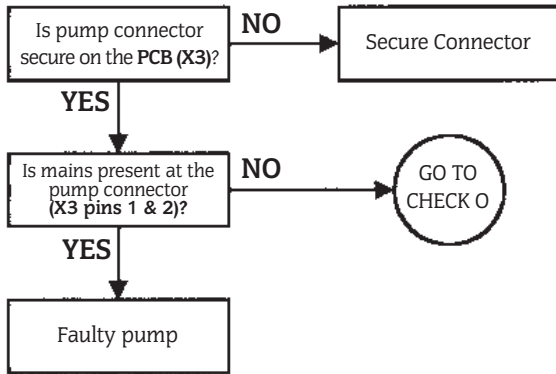 Is pump connector
secure on the PCB (X3)?
NO
Secure Connector
YES
Is mains present at the
pump connector
(X3 pins 1 & 2)?
NO
GO TO
CHECK O
YES
Faulty pump